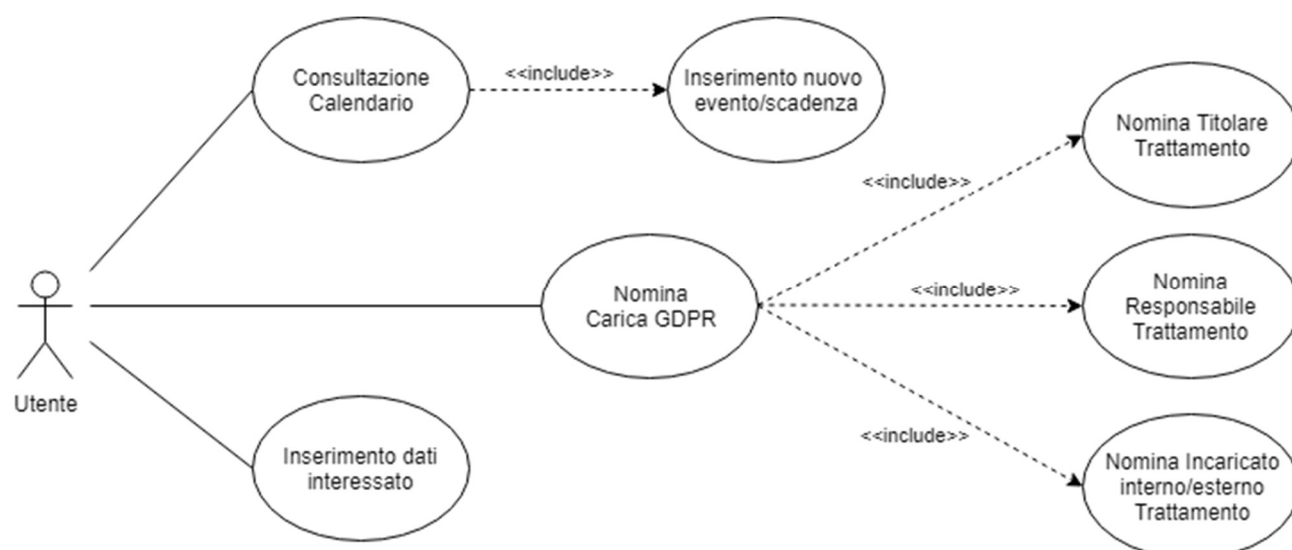 Consultazione
Calendario
<<include>>
Inserimento nuovo
evento/scadenza
Nomina Titolare
Trattamento
<<include>>
Nomina
Carica GDPR
<<include>>
Nomina
Responsabile
Trattamento
Utente
<<include>>
Inserimento dati
interessato
Nomina Incaricato
interno/esterno
Trattamento